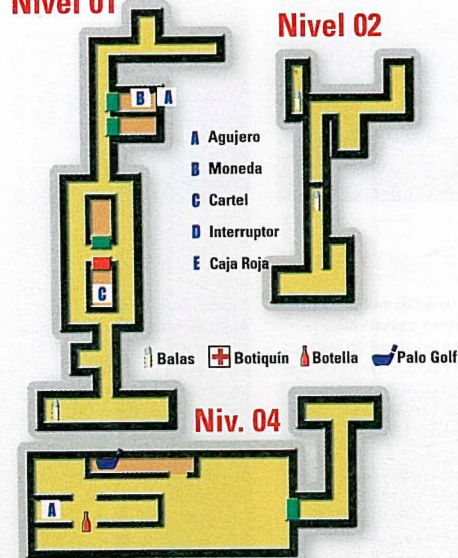 Nivel 01
Nivel 02
B A
A Agujero
B Moneda
C Cartel
D Interruptor
E Caja Roja
C
Balas Botiquín Botella Palo Golf
Niv. 04
A